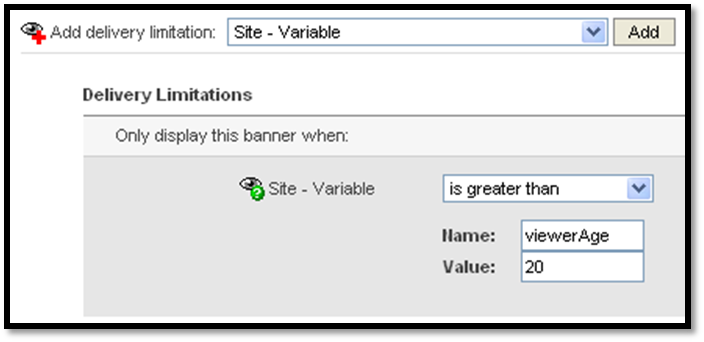 Add delivery limitation: Site - Variable Add
Delivery Limitations
Only display this banner when:
Site - Variable is greater than
Name: viewerAge
Value: 20